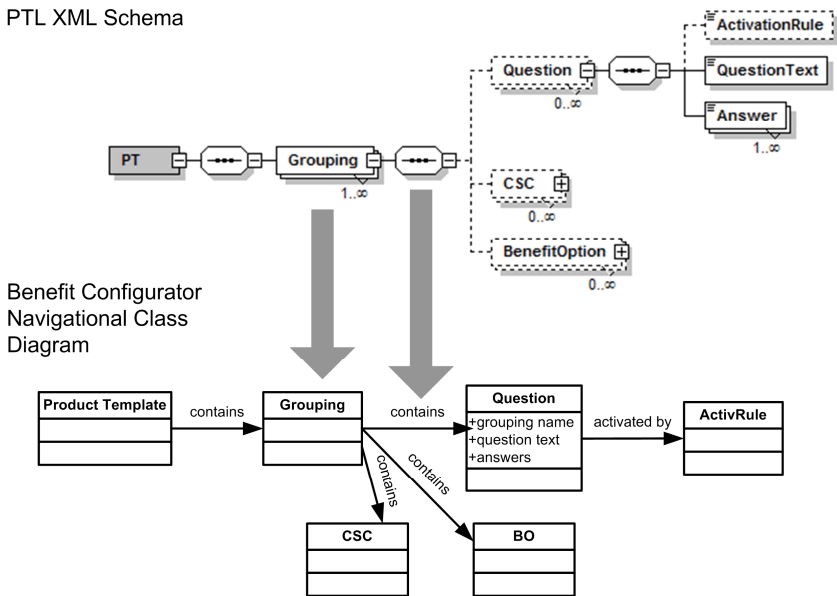 PTL XML Schema
ActivationRule
Question
QuestionText
0..∞
Answer
1..∞
PT
Grouping
1..∞
CSC
0..∞
BenefitOption
0..∞
Benefit Configurator
Navigational Class
Diagram
Product Template
contains
Grouping
contains
Question
+grouping name
+question text
+answers
activated by
ActivRule
contains
contains
CSC
BO